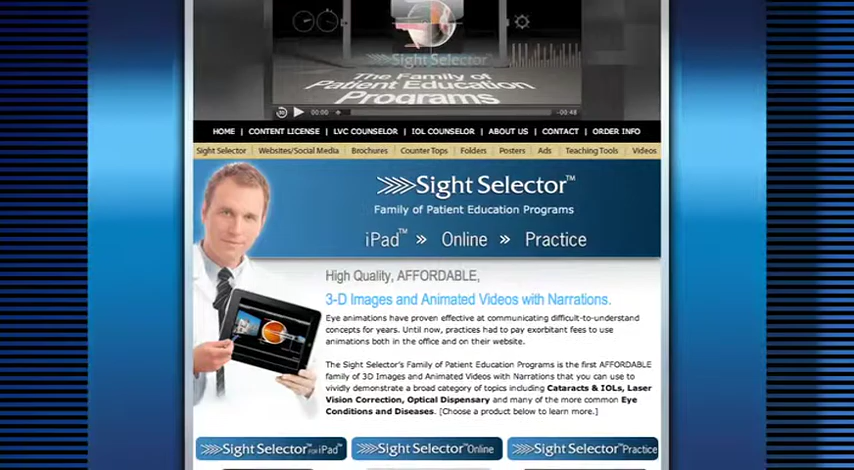 Sight Selector
The Family of
Patient Education
Programs
00:00
-00:48
HOME | CONTENT LICENSE | LVC COUNSELOR | IOL COUNSELOR | ABOUT US | CONTACT | ORDER INFO
Sight Selector | Websites/Social Media | Brochures | Counter Tops | Folders | Posters | Ads | Teaching Tools | Videos
Sight Selector™
Family of Patient Education Programs
iPad™ » Online » Practice
High Quality, AFFORDABLE,
3-D Images and Animated Videos with Narrations.
Eye animations have proven effective at communicating difficult-to-understand
concepts for years. Until now, practices had to pay exorbitant fees to use
animations both in the office and on their website.
The Sight Selector's Family of Patient Education Programs is the first AFFORDABLE
family of 3D Images and Animated Videos with Narrations that you can use to
vividly demonstrate a broad category of topics including Cataracts & IOLs, Laser
Vision Correction, Optical Dispensary and many of the more common Eye
Conditions and Diseases. [Choose a product below to learn more.]
Sight Selector™ FOR iPad™
Sight Selector™ Online
Sight Selector™ Practice